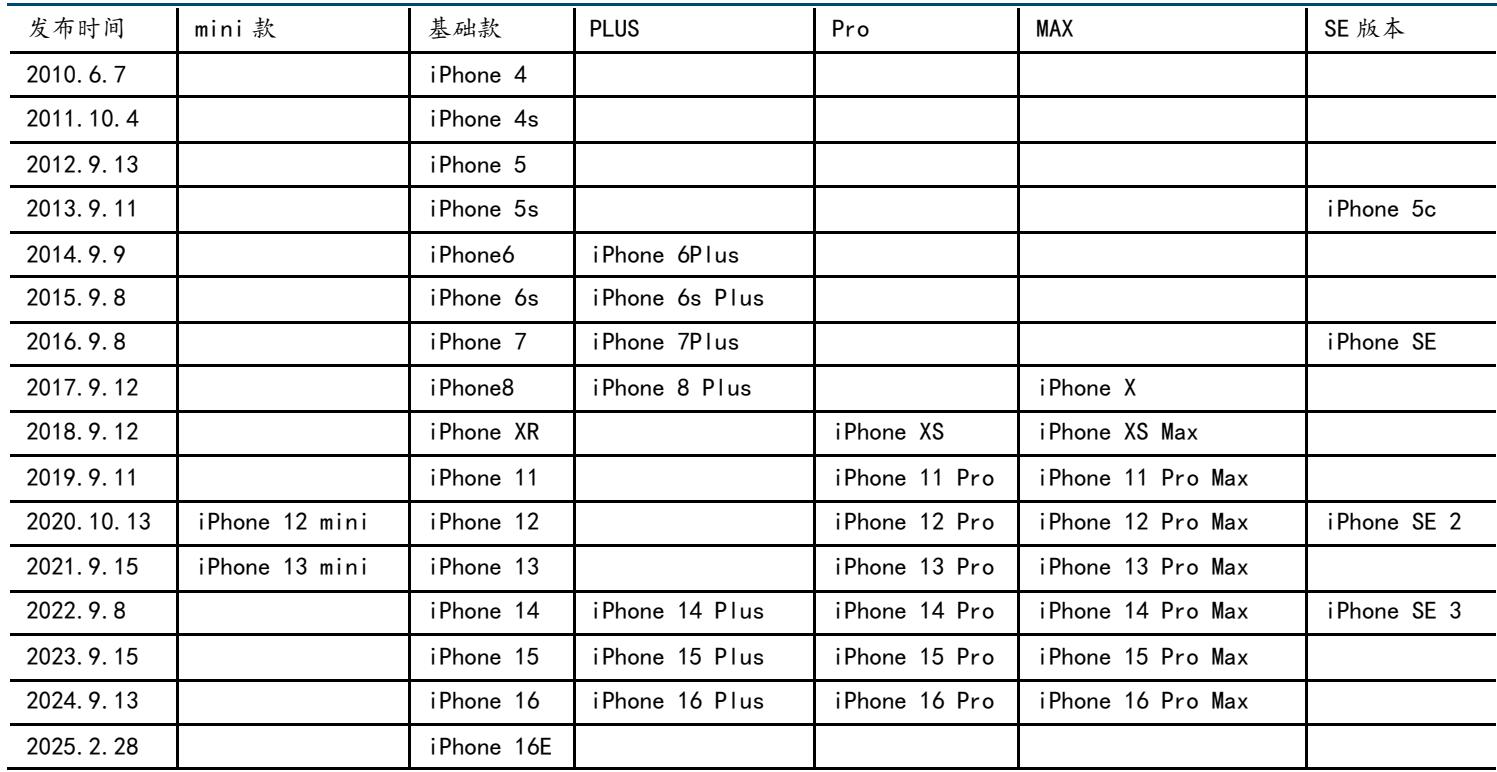 发布时间 mini款 基础款 PLUS Pro MAX SE版本
2010.6.7 iPhone 4
2011.10.4 iPhone 4s
2012.9.13 iPhone 5
2013.9.11 iPhone 5s iPhone 5c
2014.9.9 iPhone6 iPhone 6Plus
2015.9.8 iPhone 6s iPhone 6s Plus
2016.9.8 iPhone 7 iPhone 7Plus iPhone SE
2017.9.12 iPhone8 iPhone 8 Plus iPhone X
2018.9.12 iPhone XR iPhone XS iPhone XS Max
2019.9.11 iPhone 11 iPhone 11 Pro iPhone 11 Pro Max
2020.10.13 iPhone 12 mini iPhone 12 iPhone 12 Pro iPhone 12 Pro Max iPhone SE 2
2021.9.15 iPhone 13 mini iPhone 13 iPhone 13 Pro iPhone 13 Pro Max
2022.9.8 iPhone 14 iPhone 14 Plus iPhone 14 Pro iPhone 14 Pro Max iPhone SE 3
2023.9.15 iPhone 15 iPhone 15 Plus iPhone 15 Pro iPhone 15 Pro Max
2024.9.13 iPhone 16 iPhone 16 Plus iPhone 16 Pro iPhone 16 Pro Max
2025.2.28 iPhone 16E